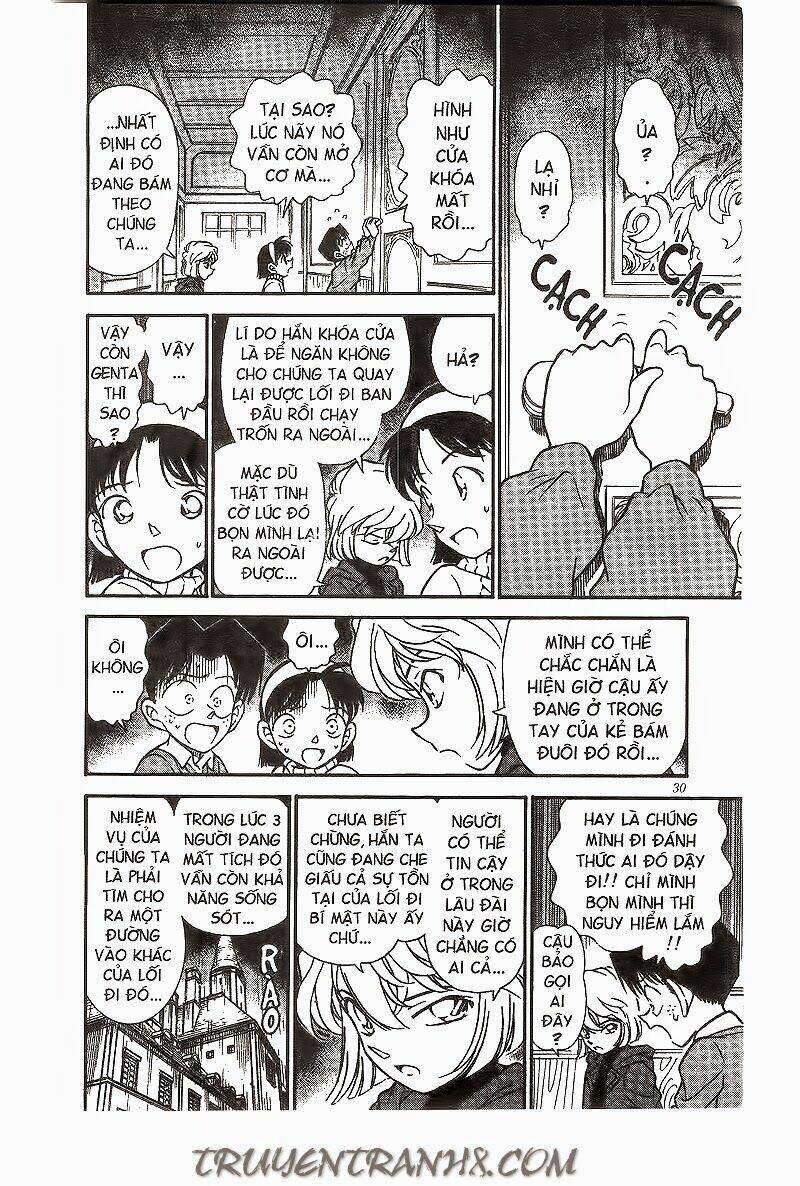 ỦA
?
LẠ
NHỈ
?
CẠCH
CẠCH
HÌNH
NHƯ
CỬA
KHÓA
MẤT
RỒI...
TẠI SAO?
LÚC NÃY NÓ
VẪN CÒN MỞ
CƠ MÀ...
...NHẤT
ĐỊNH CÓ
AI ĐÓ
ĐANG BÁM
THEO
CHÚNG
TA...
HẢ?
LÍ DO HẮN KHÓA CỬA
LÀ ĐỂ NGĂN KHÔNG
CHO CHÚNG TA QUAY
LẠI ĐƯỢC LỐI ĐI BAN
ĐẦU RỒI CHẠY
TRỐN RA NGOÀI...
MẶC DÙ
THẬT TÌNH
CỜ LÚC ĐÓ
BỌN MÌNH LẠI
RA NGOÀI
ĐƯỢC...
VẬY
...
VẬY
CÒN
GENTA
THÌ
SAO
?
MÌNH CÓ THỂ
CHẮC CHẮN LÀ
HIỆN GIỜ CẬU ẤY
ĐANG Ở TRONG
TAY CỦA KẺ BÁM
ĐUÔI ĐÓ RỒI...
ÔI...
ÔI
KHÔNG
...
30
HAY LÀ CHÚNG
MÌNH ĐI ĐÁNH
THỨC AI ĐÓ DẬY
ĐI!! CHỈ MÌNH
BỌN MÌNH THÌ
NGUY HIỂM LẮM
!!
CẬU
BẢO
GỌI
AI
ĐÂY
?
NGƯỜI
CÓ THỂ
TIN CẬY
Ở TRONG
LÂU ĐÀI
NÀY GIỜ
CHẲNG CÓ
AI CẢ...
CHƯA BIẾT
CHỪNG, HẮN TA
CŨNG ĐANG CHE
GIẤU CẢ SỰ TỒN
TẠI CỦA LỐI ĐI
BÍ MẬT NÀY ẤY
CHỨ...
TRONG LÚC 3
NGƯỜI ĐANG
MẤT TÍCH ĐÓ
VẪN CÒN KHẢ
NĂNG SỐNG
SÓT...
RÀO
NHIỆM
VỤ CỦA
CHÚNG TA
LÀ PHẢI
TÌM CHO
RA MỘT
ĐƯỜNG
VÀO KHÁC
CỦA LỐI
ĐI ĐÓ...
TRUYENTRANH8.COM